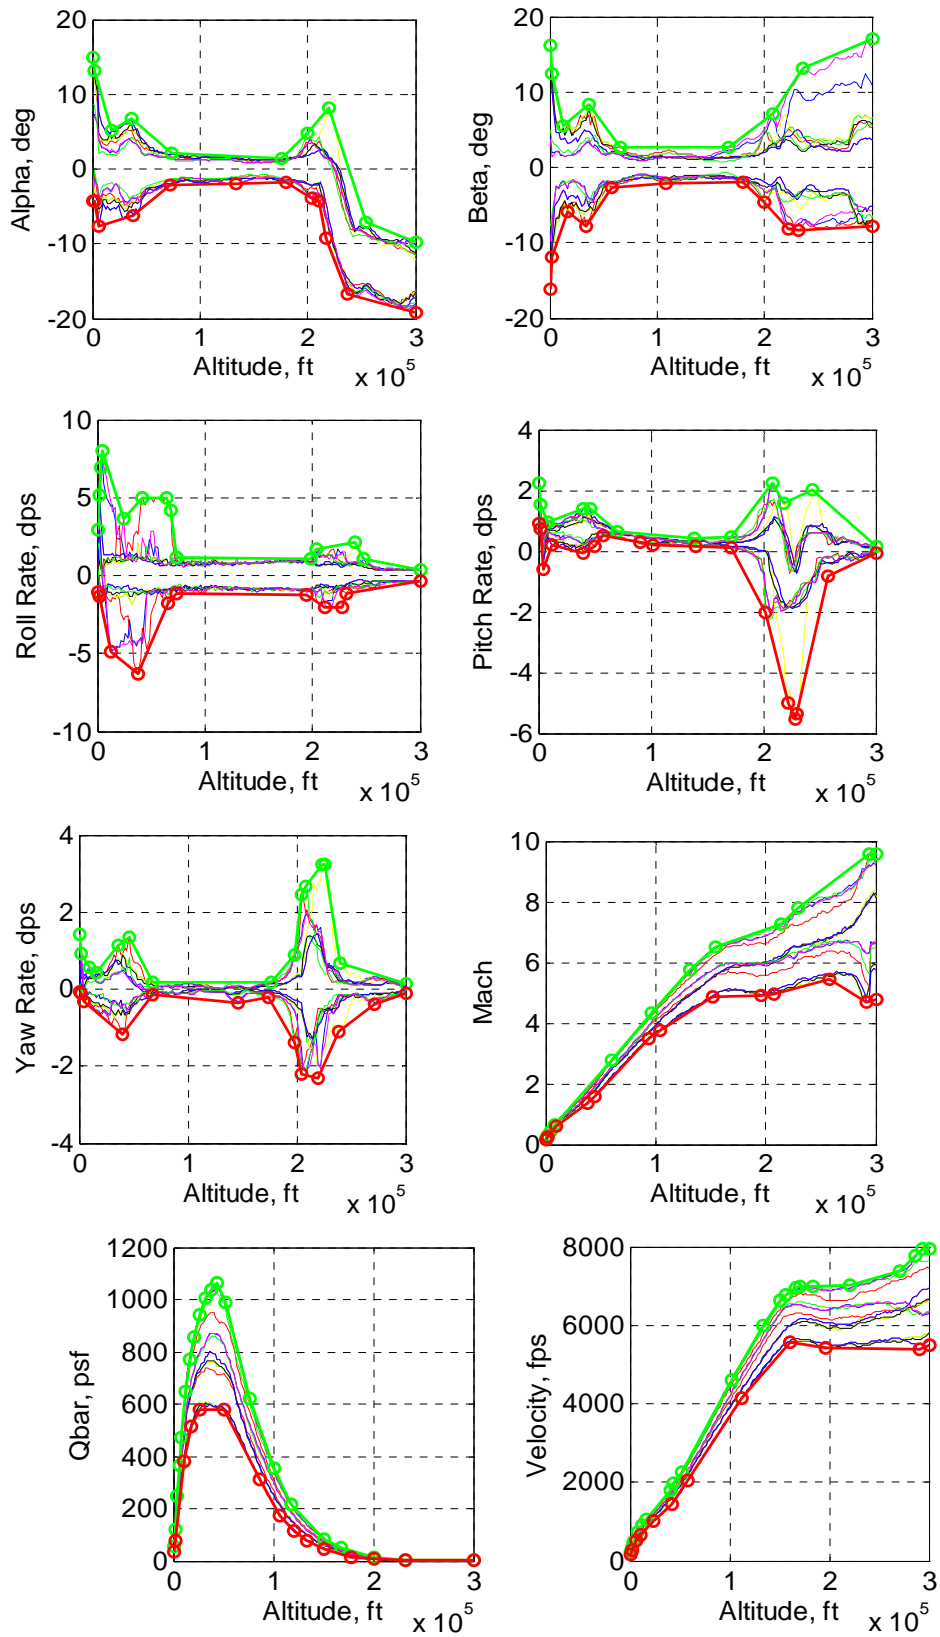 20
10
0
-10
-20
Alpha, deg
0 1 2 3
Altitude, ft
x 10^5
20
10
0
-10
-20
Beta, deg
0 1 2 3
Altitude, ft
x 10^5
10
5
0
-5
-10
Roll Rate, dps
0 1 2 3
Altitude, ft
x 10^5
4
2
0
-2
-4
-6
Pitch Rate, dps
0 1 2 3
Altitude, ft
x 10^5
4
2
0
-2
-4
Yaw Rate, dps
0 1 2 3
Altitude, ft
x 10^5
10
8
6
4
2
0
Mach
0 1 2 3
Altitude, ft
x 10^5
1200
1000
800
600
400
200
0
Qbar, psf
0 1 2 3
Altitude, ft
x 10^5
8000
6000
4000
2000
0
Velocity, fps
0 1 2 3
Altitude, ft
x 10^5